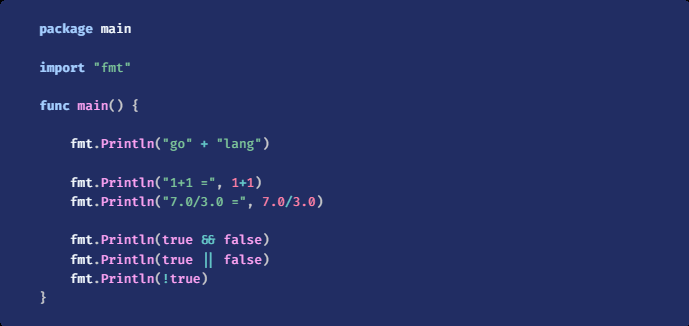 package main
import "fmt"
func main() {
fmt.Println("go" + "lang")
fmt.Println("1+1 =", 1+1)
fmt.Println("7.0/3.0 =", 7.0/3.0)
fmt.Println(true && false)
fmt.Println(true || false)
fmt.Println(!true)
}